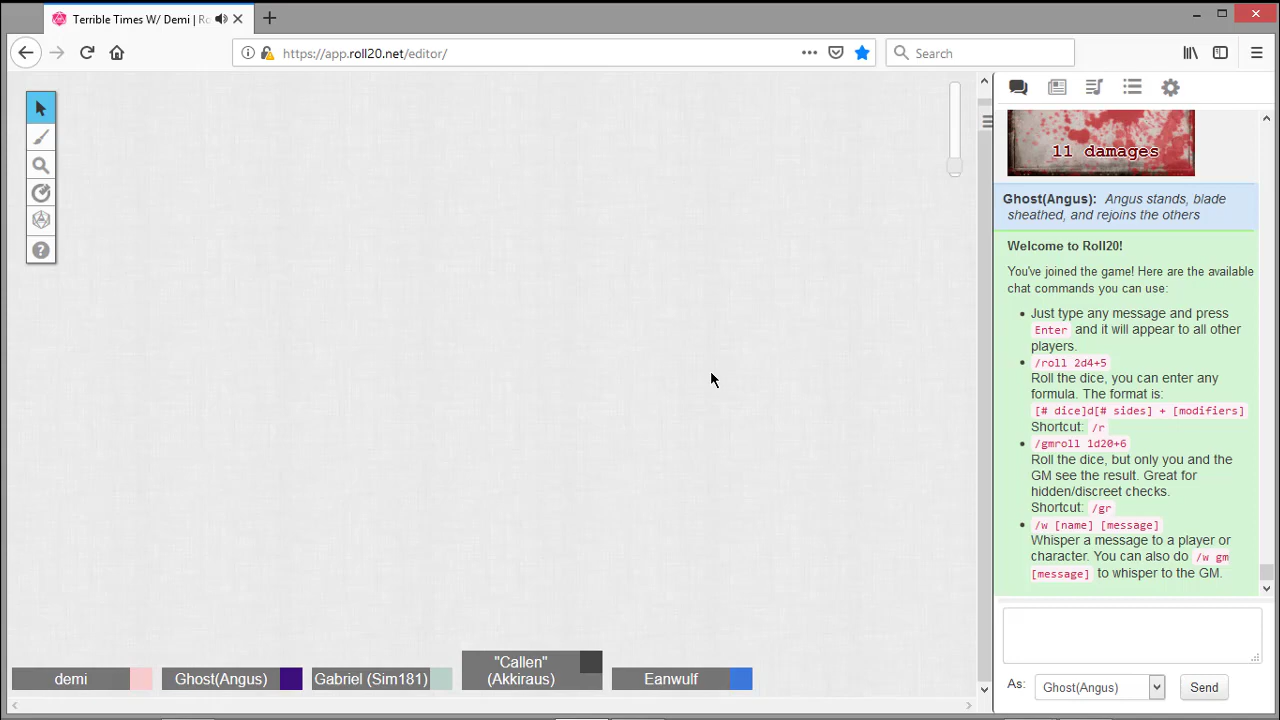 Terrible Times W/ Demi | Ro
https://app.roll20.net/editor/
Search
11 damages
Ghost(Angus): Angus stands, blade
sheathed, and rejoins the others
Welcome to Roll20!
You've joined the game! Here are the available
chat commands you can use:
Just type any message and press
Enter and it will appear to all other
players.
/roll 2d4+5
Roll the dice, you can enter any
formula. The format is:
[# dice]d[# sides] + [modifiers]
Shortcut: /r
/gmroll 1d20+6
Roll the dice, but only you and the
GM see the result. Great for
hidden/discreet checks.
Shortcut: /gr
/w [name] [message]
Whisper a message to a player or
character. You can also do /w gm
[message] to whisper to the GM.
demi
Ghost(Angus)
Gabriel (Sim181)
"Callen"
(Akkiraus)
Eanwulf
As:
Ghost(Angus)
Send